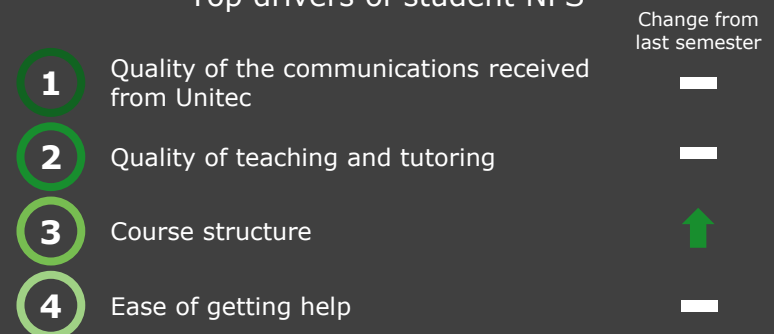 Top drivers of student NPS
Change from
last semester
1
Quality of the communications received
from Unitec
2
Quality of teaching and tutoring
3
Course structure
4
Ease of getting help